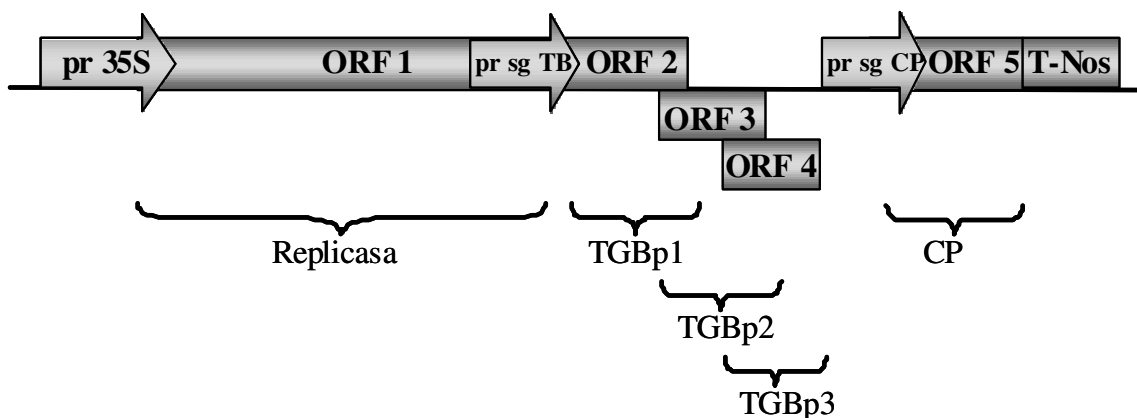 pr 35S ORF 1 pr sg TB ORF 2 pr sg CP ORF 5 T-Nos
ORF 3
ORF 4
Replicasa TGBp1 CP
TGBp2
TGBp3